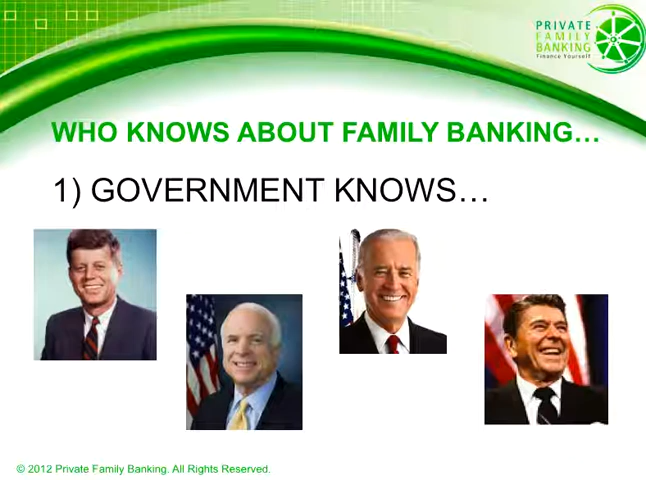 PRIVATE
FAMILY
BANKING
Finance Yourself
WHO KNOWS ABOUT FAMILY BANKING…
1) GOVERNMENT KNOWS…
© 2012 Private Family Banking. All Rights Reserved.